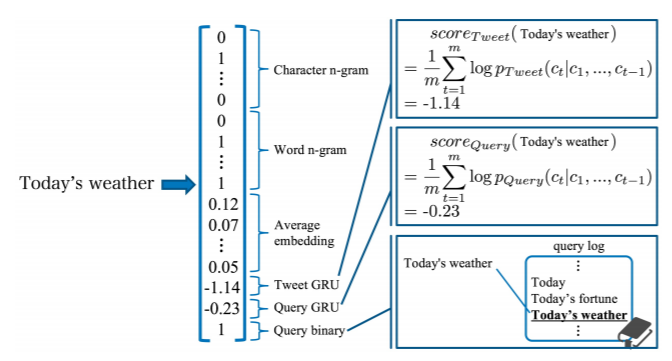 Today's weather
0
1
⋮
0
0
1
⋮
1
0.12
0.07
⋮
0.05
-1.14
-0.23
1
Character n-gram
Word n-gram
Average
embedding
Tweet GRU
Query GRU
Query binary
score_{Tweet}(Today's weather)
= \frac{1}{m} \sum_{t=1}^{m} log p_{Tweet}(c_t|c_1, ..., c_{t-1})
= -1.14
score_{Query}(Today's weather)
= \frac{1}{m} \sum_{t=1}^{m} log p_{Query}(c_t|c_1, ..., c_{t-1})
= -0.23
Today's weather
query log
⋮
Today
Today's fortune
Today's weather
⋮